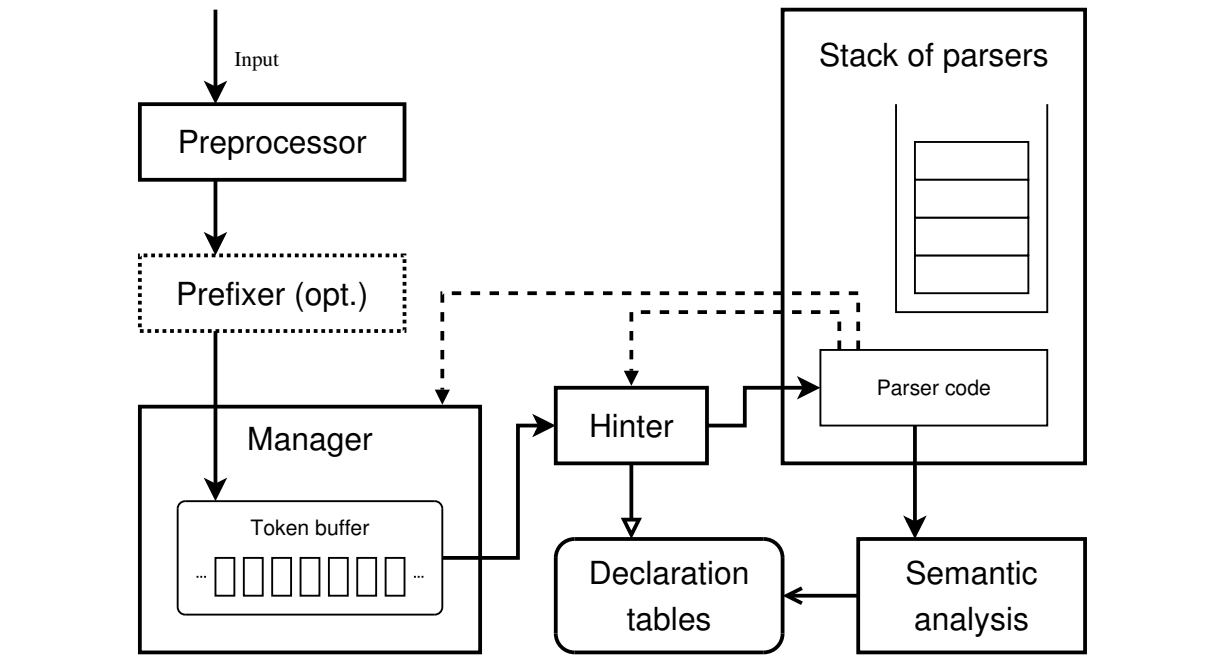 Input
Stack of parsers
Preprocessor
Prefixer (opt.)
Parser code
Manager
Hinter
Token buffer
... ...
Declaration
tables
Semantic
analysis